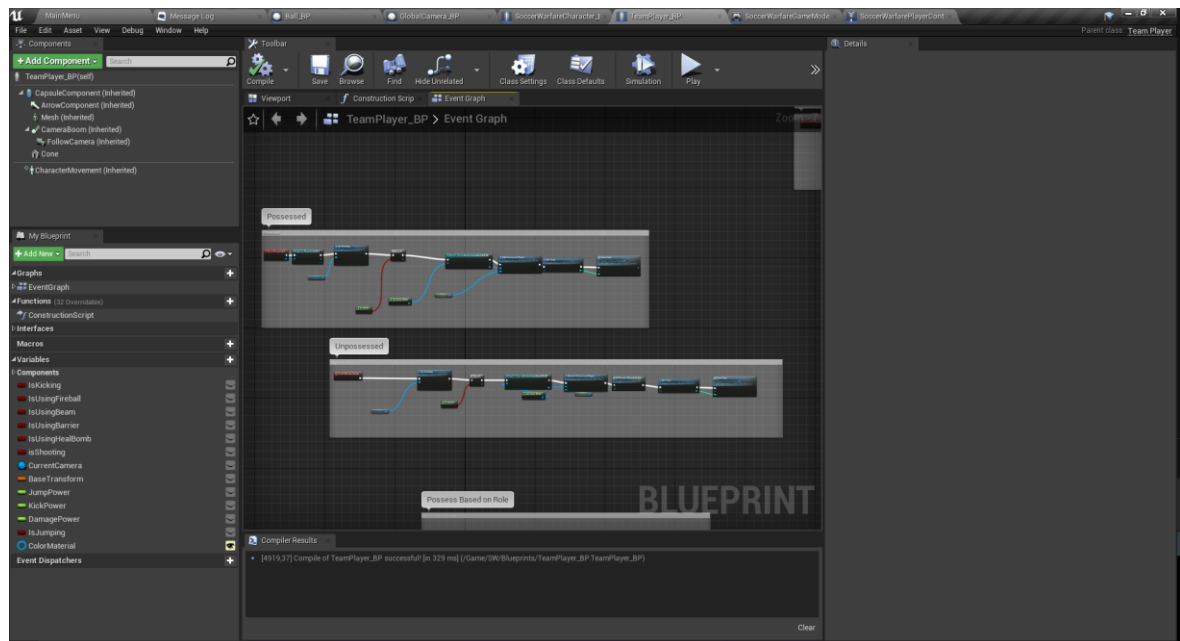 MainMenu
Message Log
Ball_BP
GlobalCamera_BP
SoccerWarfareCharacter_
TeamPlayer_BP
SoccerWarfareGameMode
SoccerWarfarePlayerCont
File Edit Asset View Debug Window Help
Parent class: Team Player
Components
+Add Component
Search
TeamPlayer_BP(self)
CapsuleComponent (Inherited)
ArrowComponent (Inherited)
Mesh (Inherited)
CameraBoom (Inherited)
FollowCamera (Inherited)
Cone
CharacterMovement (Inherited)
My Blueprint
+Add New
Search
Graphs
EventGraph
Functions (32 Overridable)
ConstructionScript
Interfaces
Macros
Variables
Components
IsKicking
IsUsingFireball
IsUsingBeam
IsUsingBarrier
IsUsingHealBomb
isShooting
CurrentCamera
BaseTransform
JumpPower
KickPower
DamagePower
IsJumping
ColorMaterial
Event Dispatchers
Toolbar
Compile
Save
Browse
Find
Hide Unrelated
Class Settings
Class Defaults
Simulation
Play
Viewport
Construction Scrip
Event Graph
TeamPlayer_BP > Event Graph
Possessed
Unpossessed
Possess Based on Role
BLUEPRINT
Compiler Results
[4919,37] Compile of TeamPlayer_BP successful! [in 329 ms] (/Game/SW/Blueprints/TeamPlayer_BP.TeamPlayer_BP)
Clear
Details